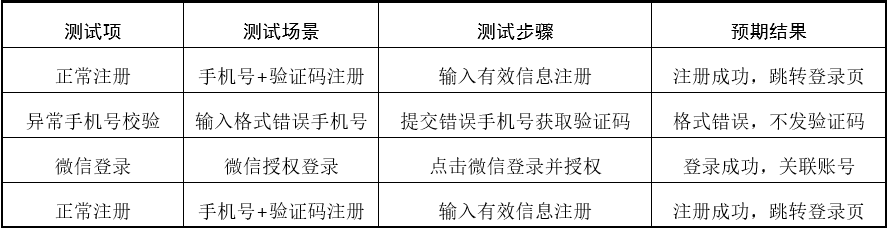 测试项 测试场景 测试步骤 预期结果
正常注册 手机号+验证码注册 输入有效信息注册 注册成功，跳转登录页
异常手机号校验 输入格式错误手机号 提交错误手机号获取验证码 格式错误，不发验证码
微信登录 微信授权登录 点击微信登录并授权 登录成功，关联账号
正常注册 手机号+验证码注册 输入有效信息注册 注册成功，跳转登录页